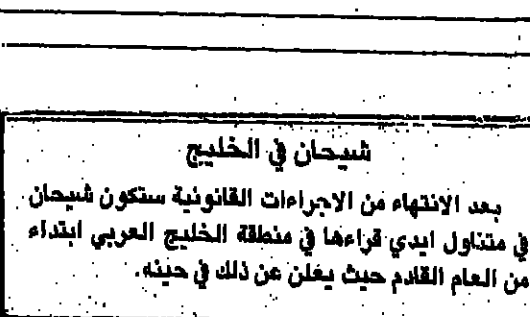 شيحان في الخليج
بعد الانتهاء من الاجراءات القانونية ستكون شيحان
في متناول ايدي قراءها في منطقة الخليج العربي ابتداء
من العام القادم حيث يعلن عن ذلك في حينه.